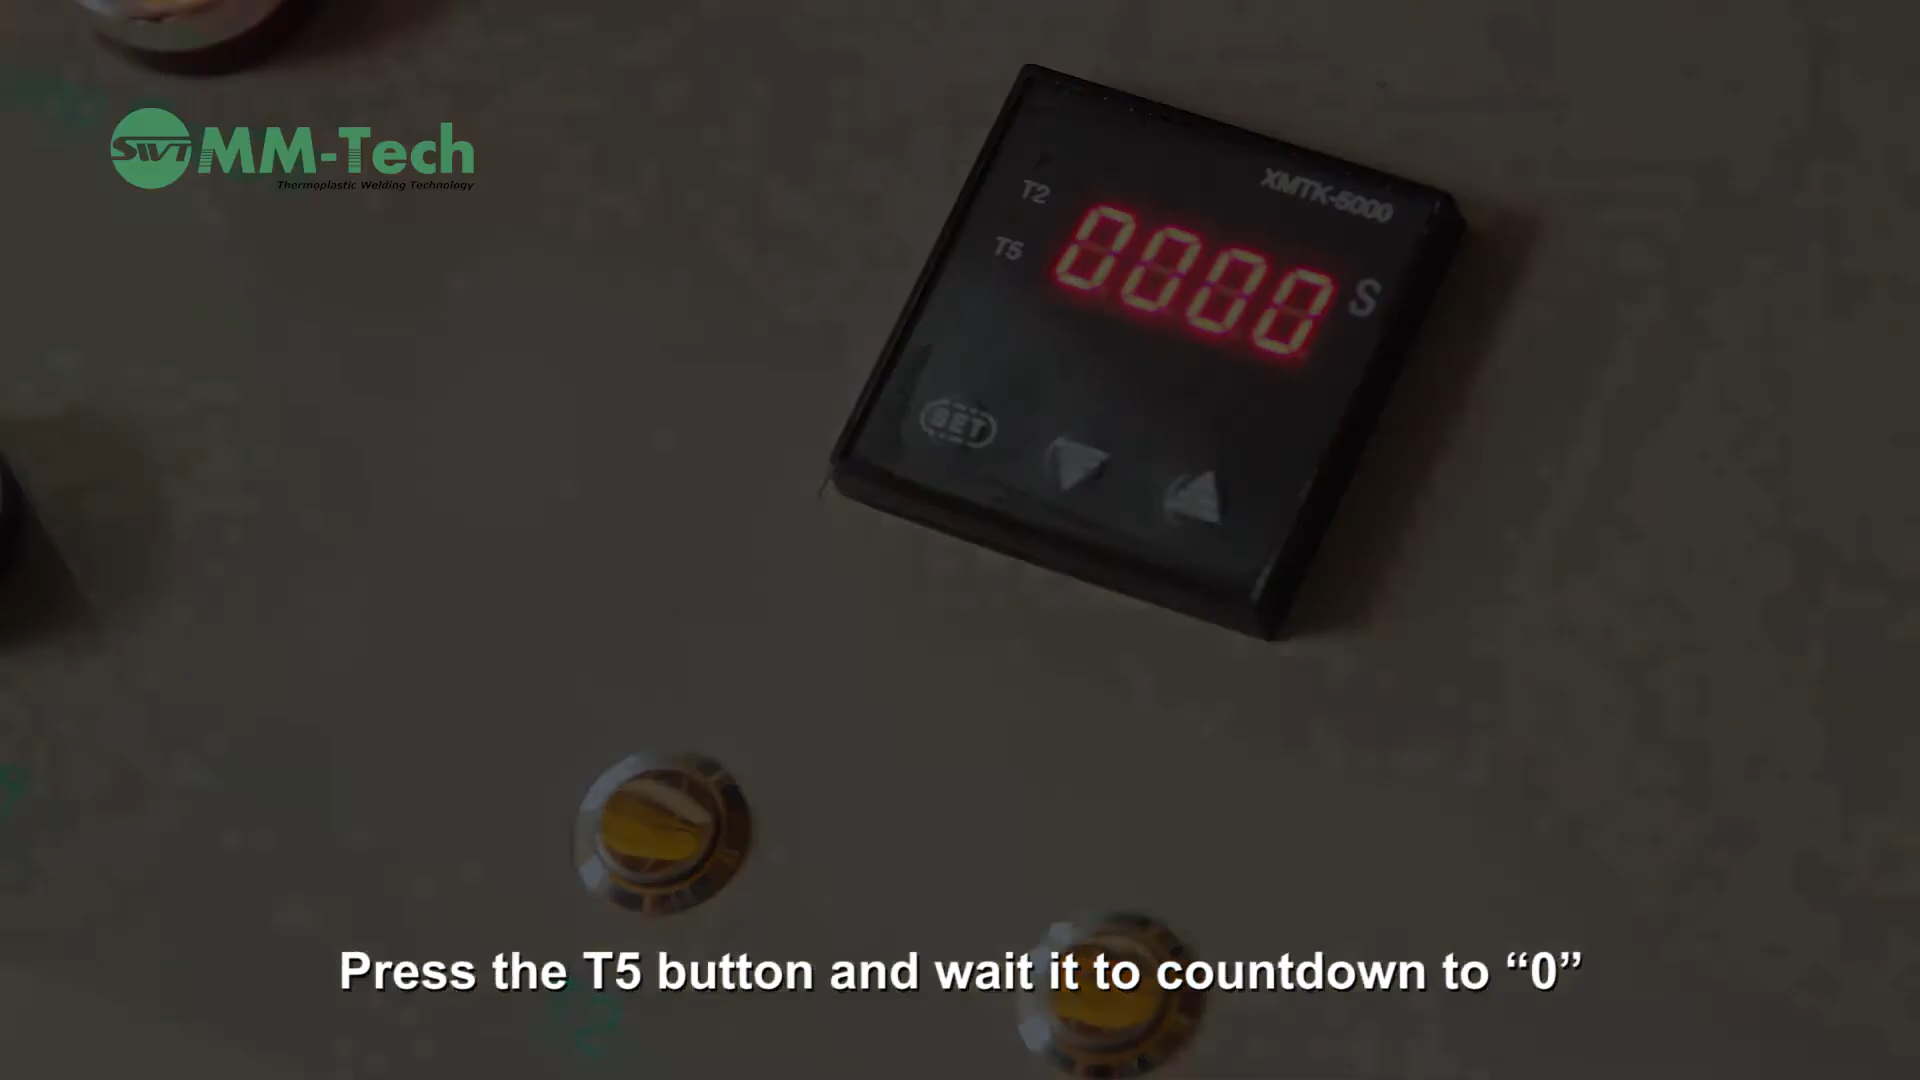 SWT MM-Tech
Thermoplastic Welding Technology
XMTK-5000
T2
0000 S
T5
SET
Press the T5 button and wait it to countdown to “0”